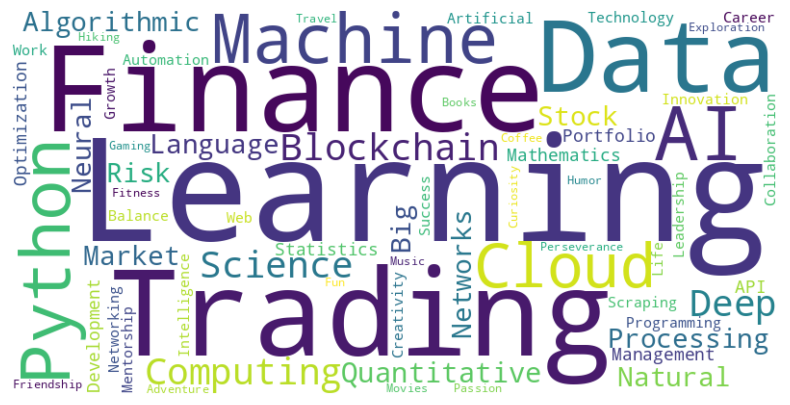 Algorithmic
Machine
Travel
Artificial
Technology
Career
Exploration
Hiking
Work
Automation
Finance
Data
Growth
Optimization
Books
Innovation
Stock
Neural
Gaming
Language
Blockchain
Coffee
Portfolio
AI
Collaboration
Mathematics
Python
Risk
Learning
Fitness
Humor
Balance
Web
Success
Big
Curiosity
Leadership
Market
Statistics
Networks
Perseverance
Life
Science
Music
Cloud
Trading
Intelligence
Fun
Creativity
API
Development
Networking
Mentorship
Scraping
Deep
Programming
Processing
Management
Computing
Quantitative
Natural
Friendship
Adventure
Movies
Passion